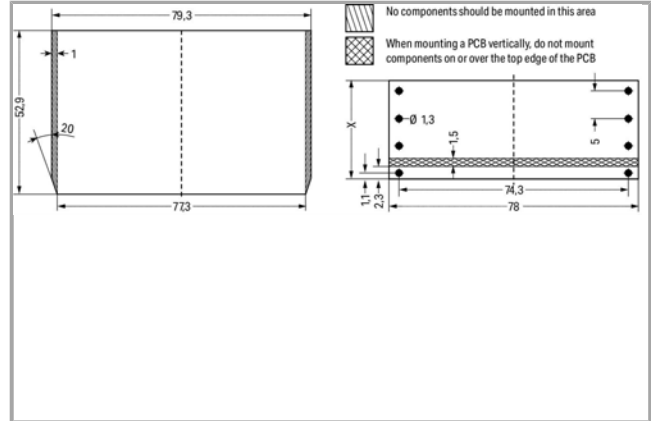 79,3
No components should be mounted in this area
When mounting a PCB vertically, do not mount
components on or over the top edge of the PCB
1
52,9
20
77,3
X
Ø 1,3
1,5
5
1,1
2,3
74,3
78